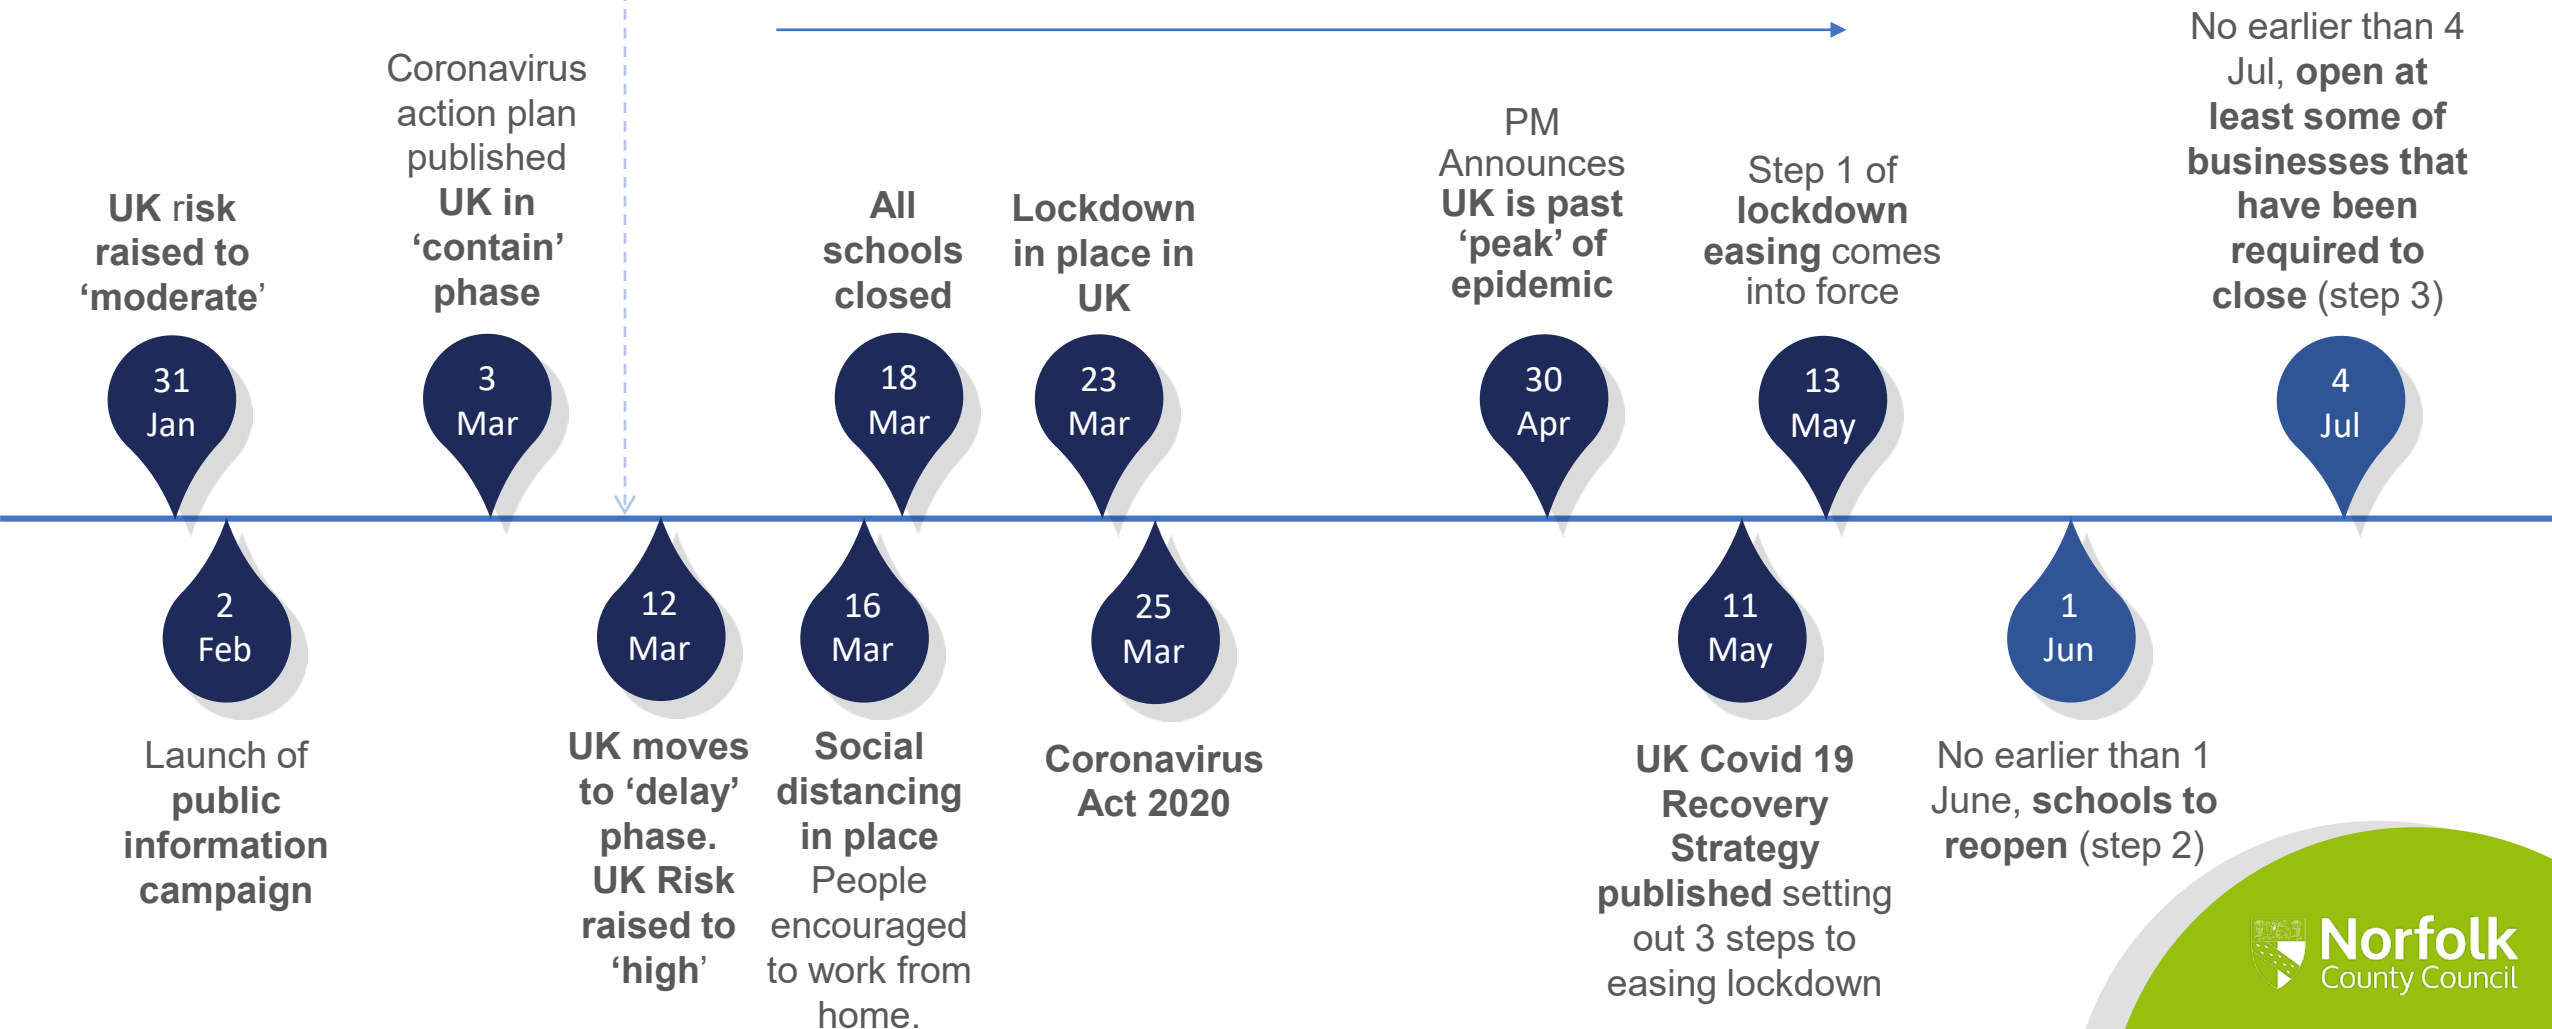 UK risk
raised to
‘moderate’
31
Jan
2
Feb
Launch of
public
information
campaign
Coronavirus
action plan
published
UK in
‘contain’
phase
3
Mar
12
Mar
UK moves
to ‘delay’
phase.
UK Risk
raised to
‘high’
16
Mar
Social
distancing
in place
People
encouraged
to work from
home.
All
schools
closed
18
Mar
Lockdown
in place in
UK
23
Mar
25
Mar
Coronavirus
Act 2020
PM
Announces
UK is past
‘peak’ of
epidemic
30
Apr
11
May
UK Covid 19
Recovery
Strategy
published setting
out 3 steps to
easing lockdown
Step 1 of
lockdown
easing comes
into force
13
May
1
Jun
No earlier than 1
June, schools to
reopen (step 2)
No earlier than 4
Jul, open at
least some of
businesses that
have been
required to
close (step 3)
4
Jul
Norfolk
County Council